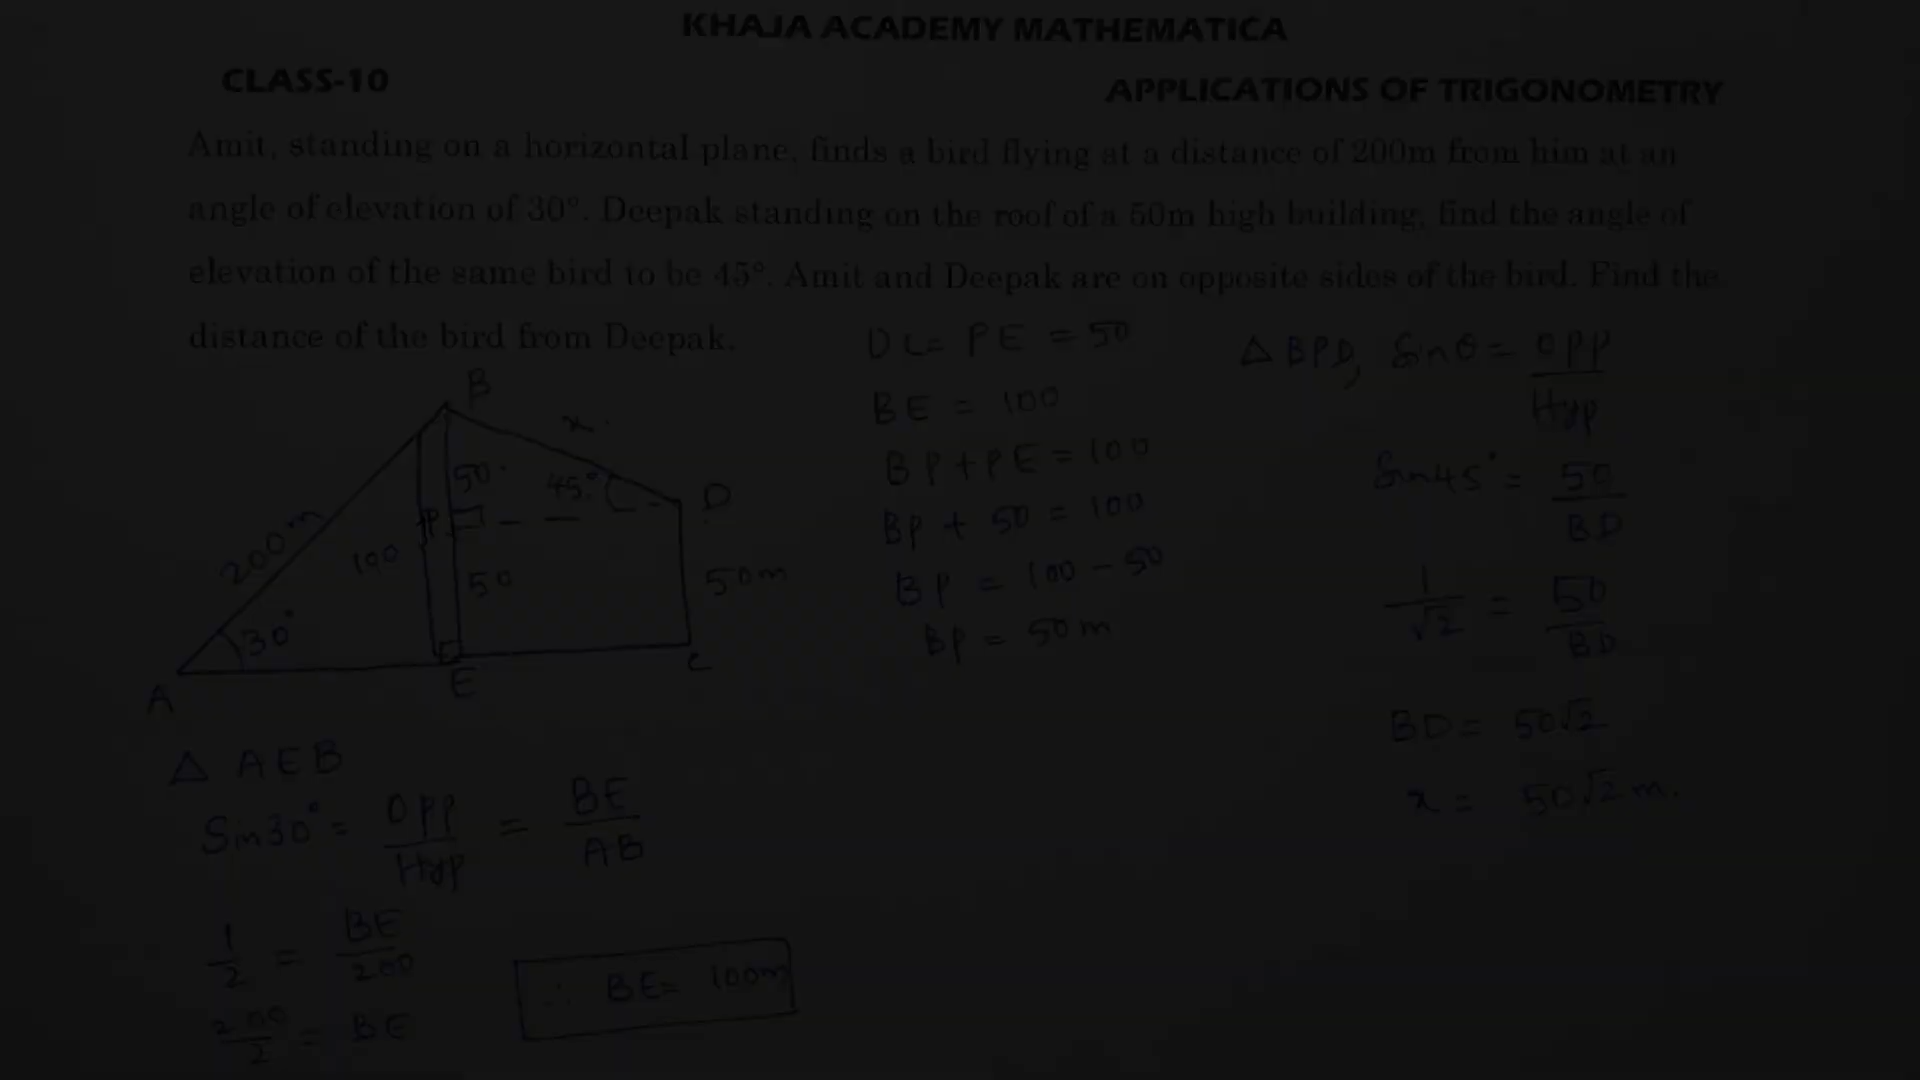 KHAJA ACADEMY MATHEMATICA
CLASS-10
APPLICATIONS OF TRIGONOMETRY
Amit, standing on a horizontal plane, finds a bird flying at a distance of 200m from him at an
angle of elevation of 30°. Deepak standing on the roof of a 50m high building, find the angle of
elevation of the same bird to be 45°. Amit and Deepak are on opposite sides of the bird. Find the
distance of the bird from Deepak.
B
x
50
45°
D
200m
P
100
50
50m
30°
A
E
C
△ AEB
Sin30° = Opp/Hyp = BE/AB
1/2 = BE/200
200/2 = BE
∴ BE = 100m
DC = PE = 50
BE = 100
BP + PE = 100
BP + 50 = 100
BP = 100 - 50
BP = 50m
△ BPD, Sinθ = Opp/Hyp
Sin45° = 50/BD
1/√2 = 50/BD
BD = 50√2
x = 50√2 m.